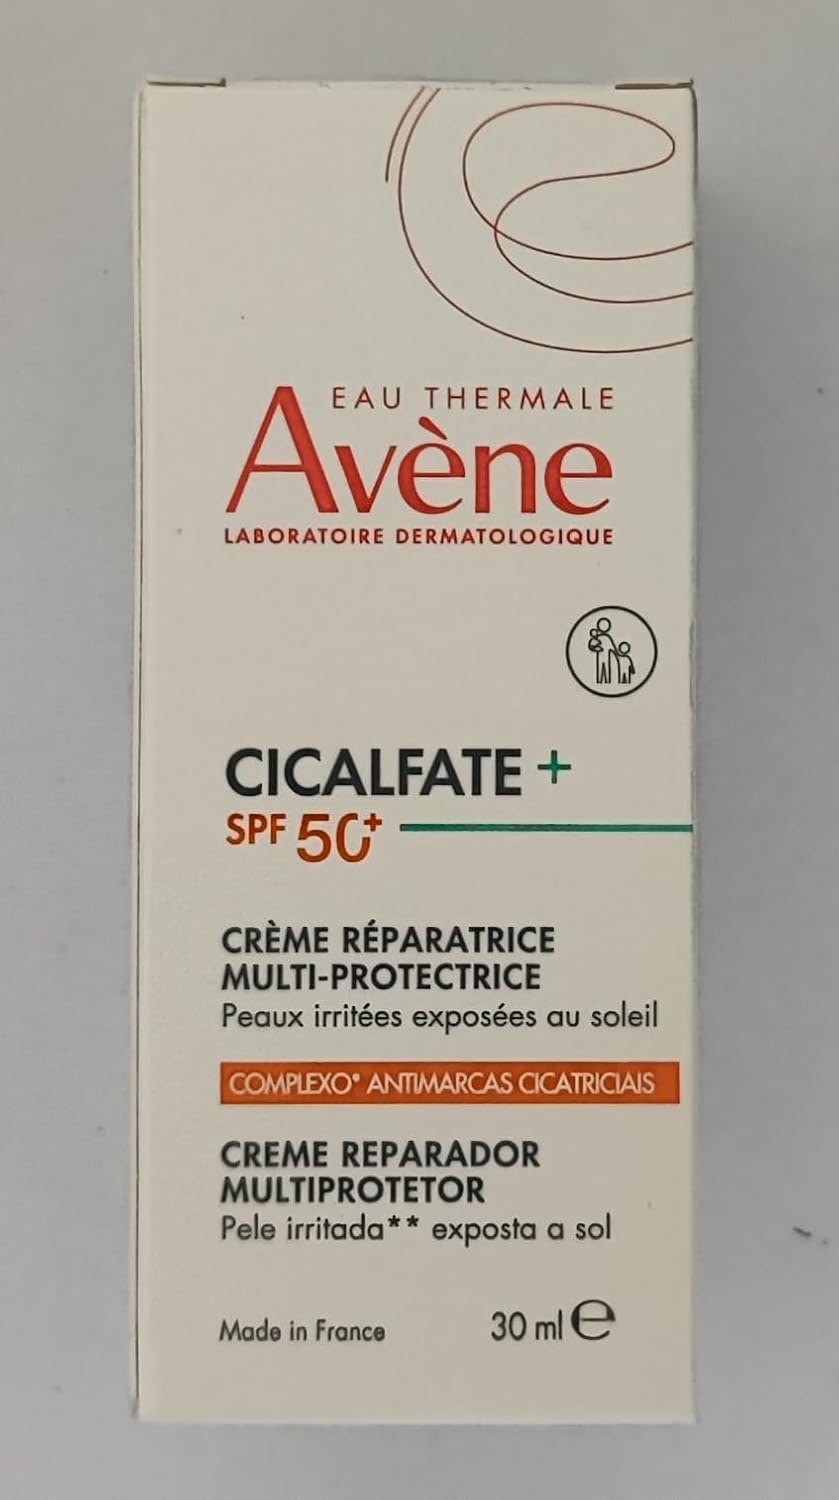 EAU THERMALE
Avène
LABORATOIRE DERMATOLOGIQUE
CICALFATE +
SPF 50+
CRÈME RÉPARATRICE
MULTI-PROTECTRICE
Peaux irritées exposées au soleil
COMPLEXO* ANTIMARCAS CICATRICIAIS
CREME REPARADOR
MULTIPROTETOR
Pele irritada** exposta a sol
Made in France 30 ml e